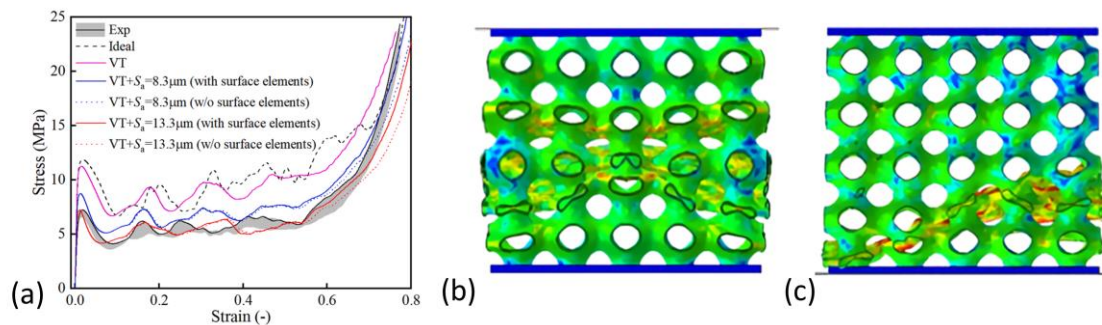 25
20
15
10
5
0
Stress (MPa)
Exp
Ideal
VT
VT+Sₐ=8.3μm (with surface elements)
VT+Sₐ=8.3μm (w/o surface elements)
VT+Sₐ=13.3μm (with surface elements)
VT+Sₐ=13.3μm (w/o surface elements)
0.0 0.2 0.4 0.6 0.8
Strain (-)
(a)
(b)
(c)